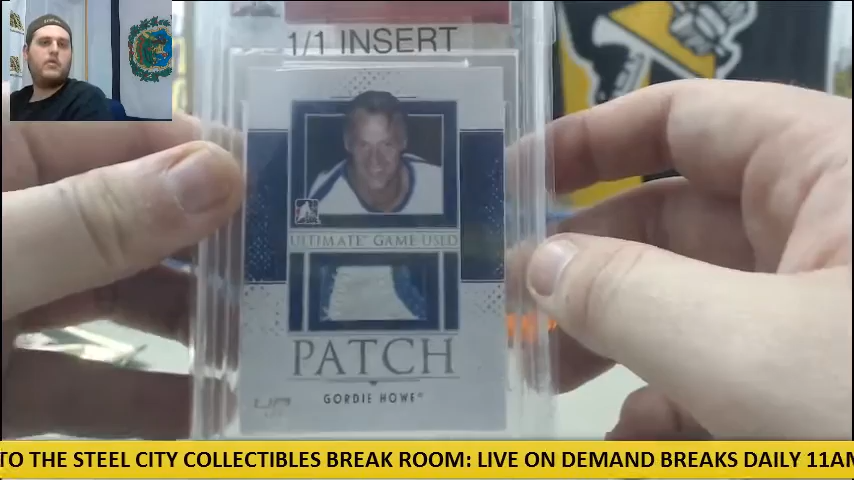 1/1 INSERT
ULTIMATE GAME USED
PATCH
GORDIE HOWE
TO THE STEEL CITY COLLECTIBLES BREAK ROOM: LIVE ON DEMAND BREAKS DAILY 11AM